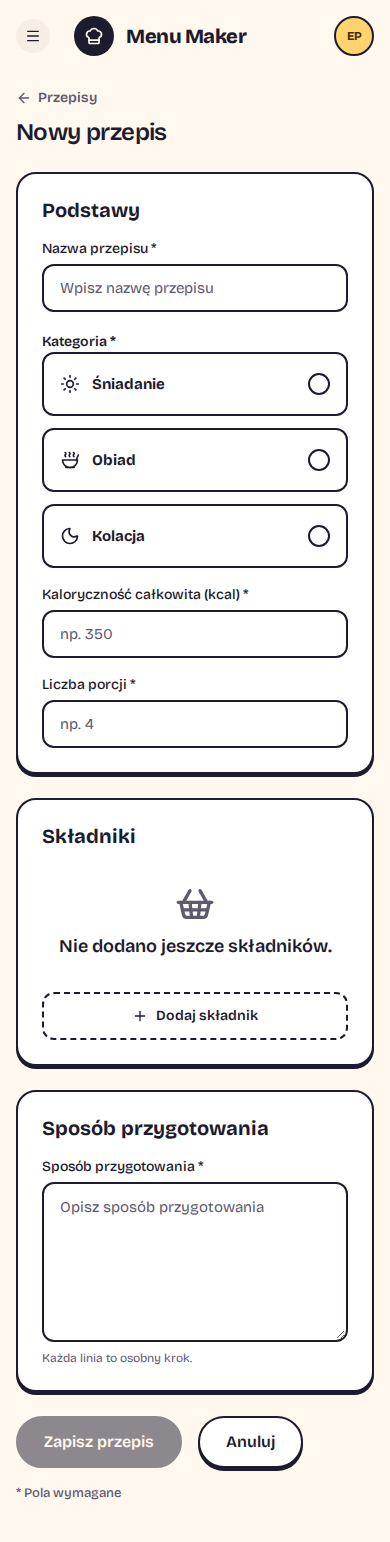 Menu Maker
EP
Przepisy
Nowy przepis
Podstawy
Nazwa przepisu *
Wpisz nazwę przepisu
Kategoria *
Śniadanie
Obiad
Kolacja
Kaloryczność całkowita (kcal) *
np. 350
Liczba porcji *
np. 4
Składniki
Nie dodano jeszcze składników.
Dodaj składnik
Sposób przygotowania
Sposób przygotowania *
Opisz sposób przygotowania
Każda linia to osobny krok.
Zapisz przepis
Anuluj
* Pola wymagane